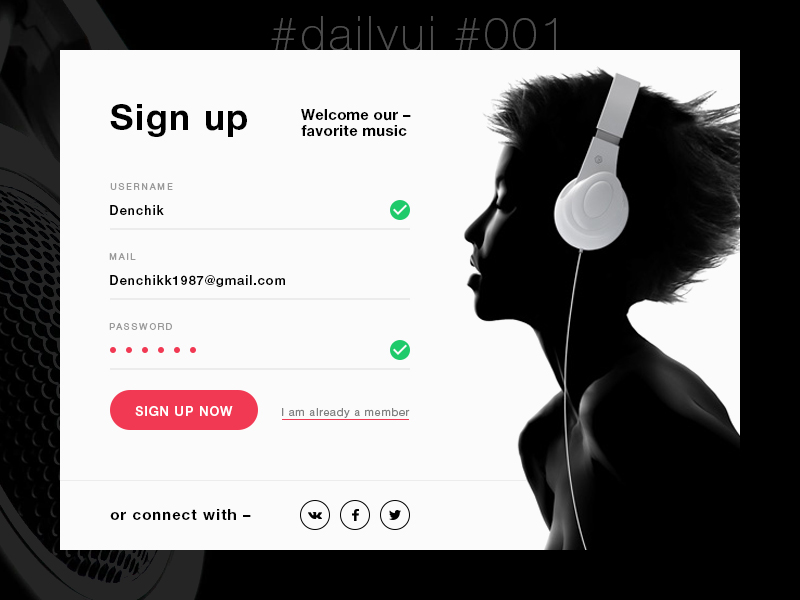 #dailyui #001
Sign up
Welcome our –
favorite music
USERNAME
Denchik
MAIL
Denchikk1987@gmail.com
PASSWORD
SIGN UP NOW
I am already a member
or connect with –